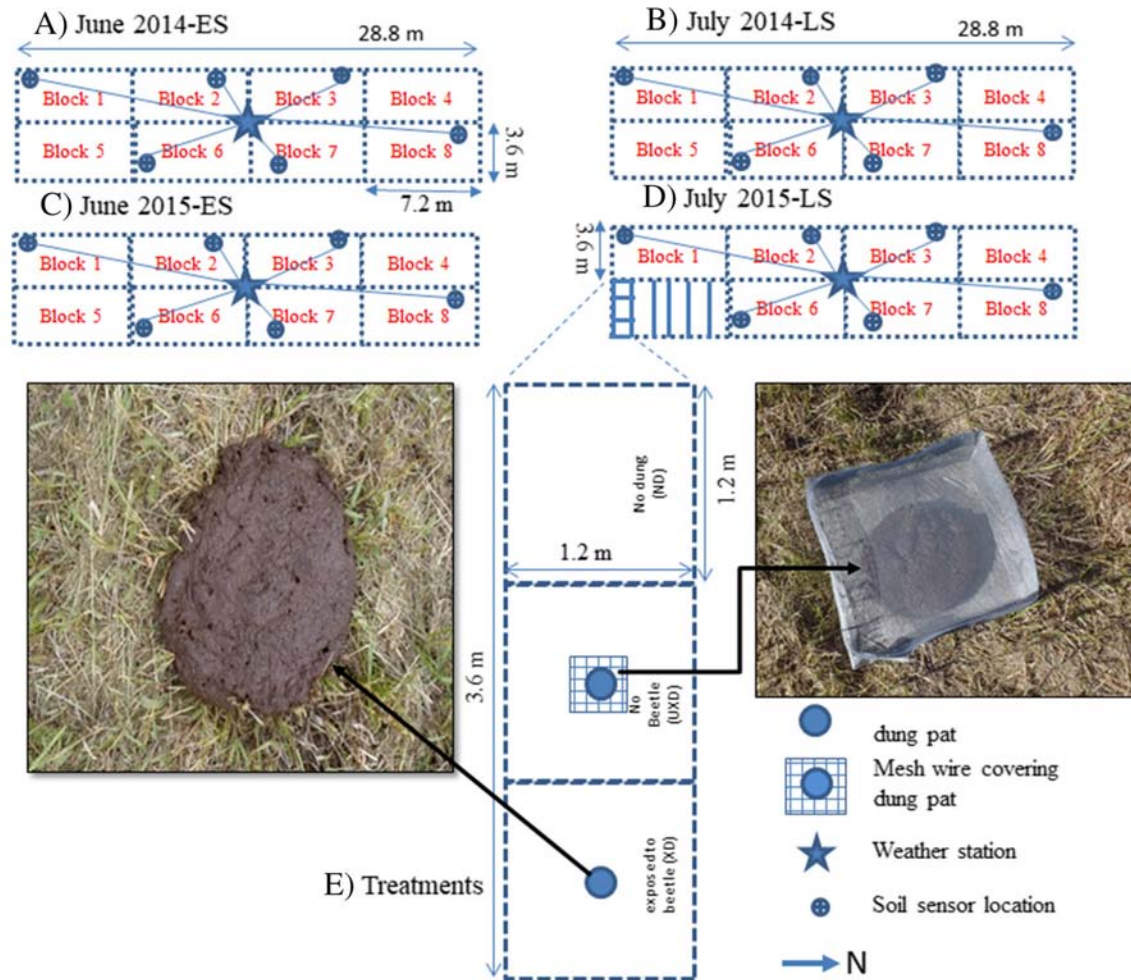 A) June 2014-ES
28.8 m
Block 1 Block 2 Block 3 Block 4
Block 5 Block 6 Block 7 Block 8
3.6 m
7.2 m
B) July 2014-LS
28.8 m
Block 1 Block 2 Block 3 Block 4
Block 5 Block 6 Block 7 Block 8
C) June 2015-ES
Block 1 Block 2 Block 3 Block 4
Block 5 Block 6 Block 7 Block 8
D) July 2015-LS
3.6 m
Block 1 Block 2 Block 3 Block 4
Block 6 Block 7 Block 8
No dung
(ND)
1.2 m
1.2 m
3.6 m
No
Beetle
(UXD)
exposed to
beetle (XD)
E) Treatments
dung pat
Mesh wire covering
dung pat
Weather station
Soil sensor location
N